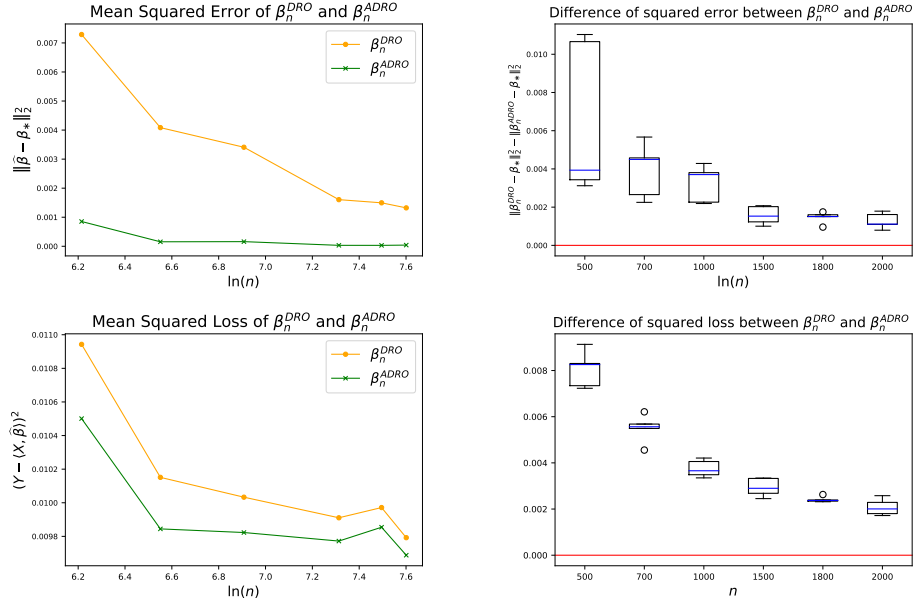 Mean Squared Error of β_n^{DRO} and β_n^{ADRO}
‖β̂ − β_*‖_2^2
0.007
0.006
0.005
0.004
0.003
0.002
0.001
0.000
β_n^{DRO}
β_n^{ADRO}
6.2 6.4 6.6 6.8 7.0 7.2 7.4 7.6
ln(n)
Difference of squared error between β_n^{DRO} and β_n^{ADRO}
‖β_n^{DRO} − β_*‖_2^2 − ‖β_n^{ADRO} − β_*‖_2^2
0.010
0.008
0.006
0.004
0.002
0.000
500 700 1000 1500 1800 2000
ln(n)
Mean Squared Loss of β_n^{DRO} and β_n^{ADRO}
(Y − ⟨X, β̂⟩)^2
0.0110
0.0108
0.0106
0.0104
0.0102
0.0100
0.0098
β_n^{DRO}
β_n^{ADRO}
6.2 6.4 6.6 6.8 7.0 7.2 7.4 7.6
ln(n)
Difference of squared loss between β_n^{DRO} and β_n^{ADRO}
0.008
0.006
0.004
0.002
0.000
500 700 1000 1500 1800 2000
n